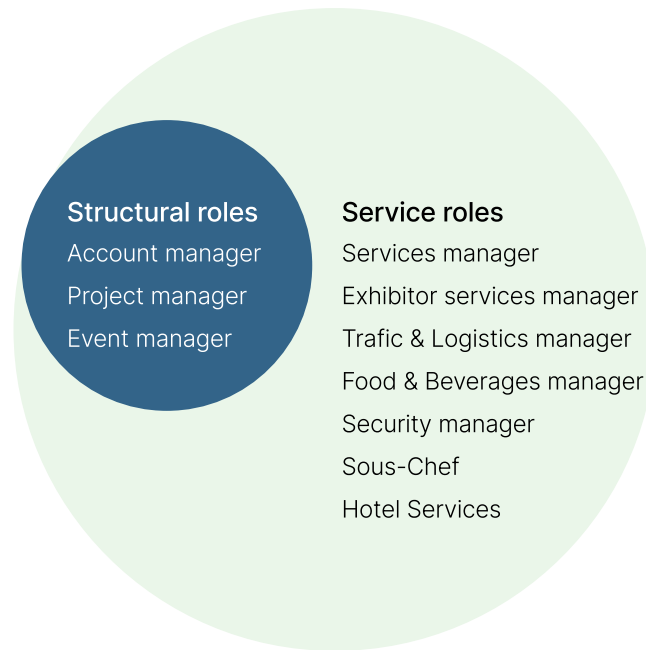 Structural roles
Account manager
Project manager
Event manager
Service roles
Services manager
Exhibitor services manager
Trafic & Logistics manager
Food & Beverages manager
Security manager
Sous-Chef
Hotel Services